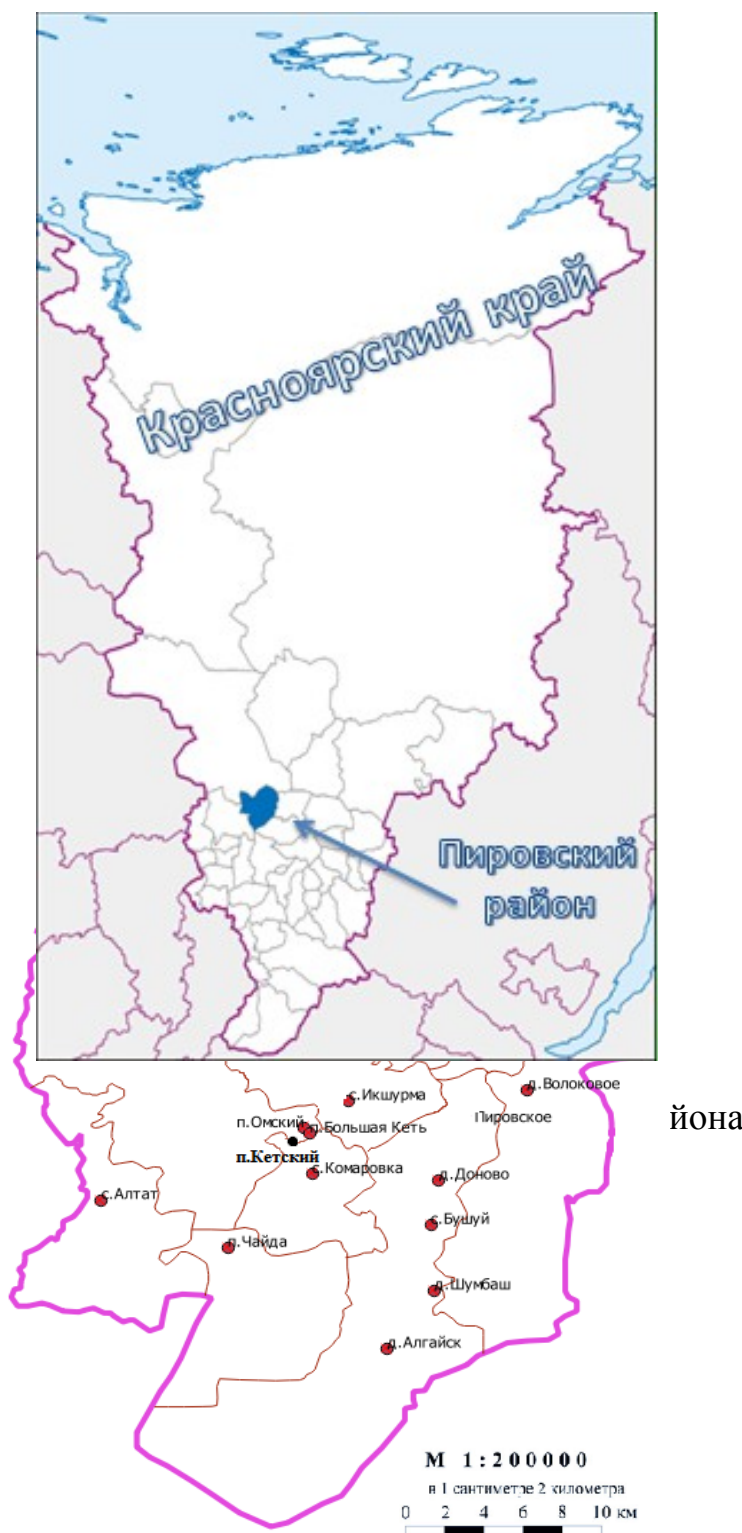 Красноярский край
Пировский
район
д.Волоковое
с.Икшурма
Пировское
йона
п.Омский
п.Большая Кеть
п.Кетский
с.Комаровка
д.Доново
с.Алтат
с.Бушуй
п.Чайда
д.Шумбаш
д.Алгайск
М 1:200000
в 1 сантиметре 2 километра
0 2 4 6 8 10 км